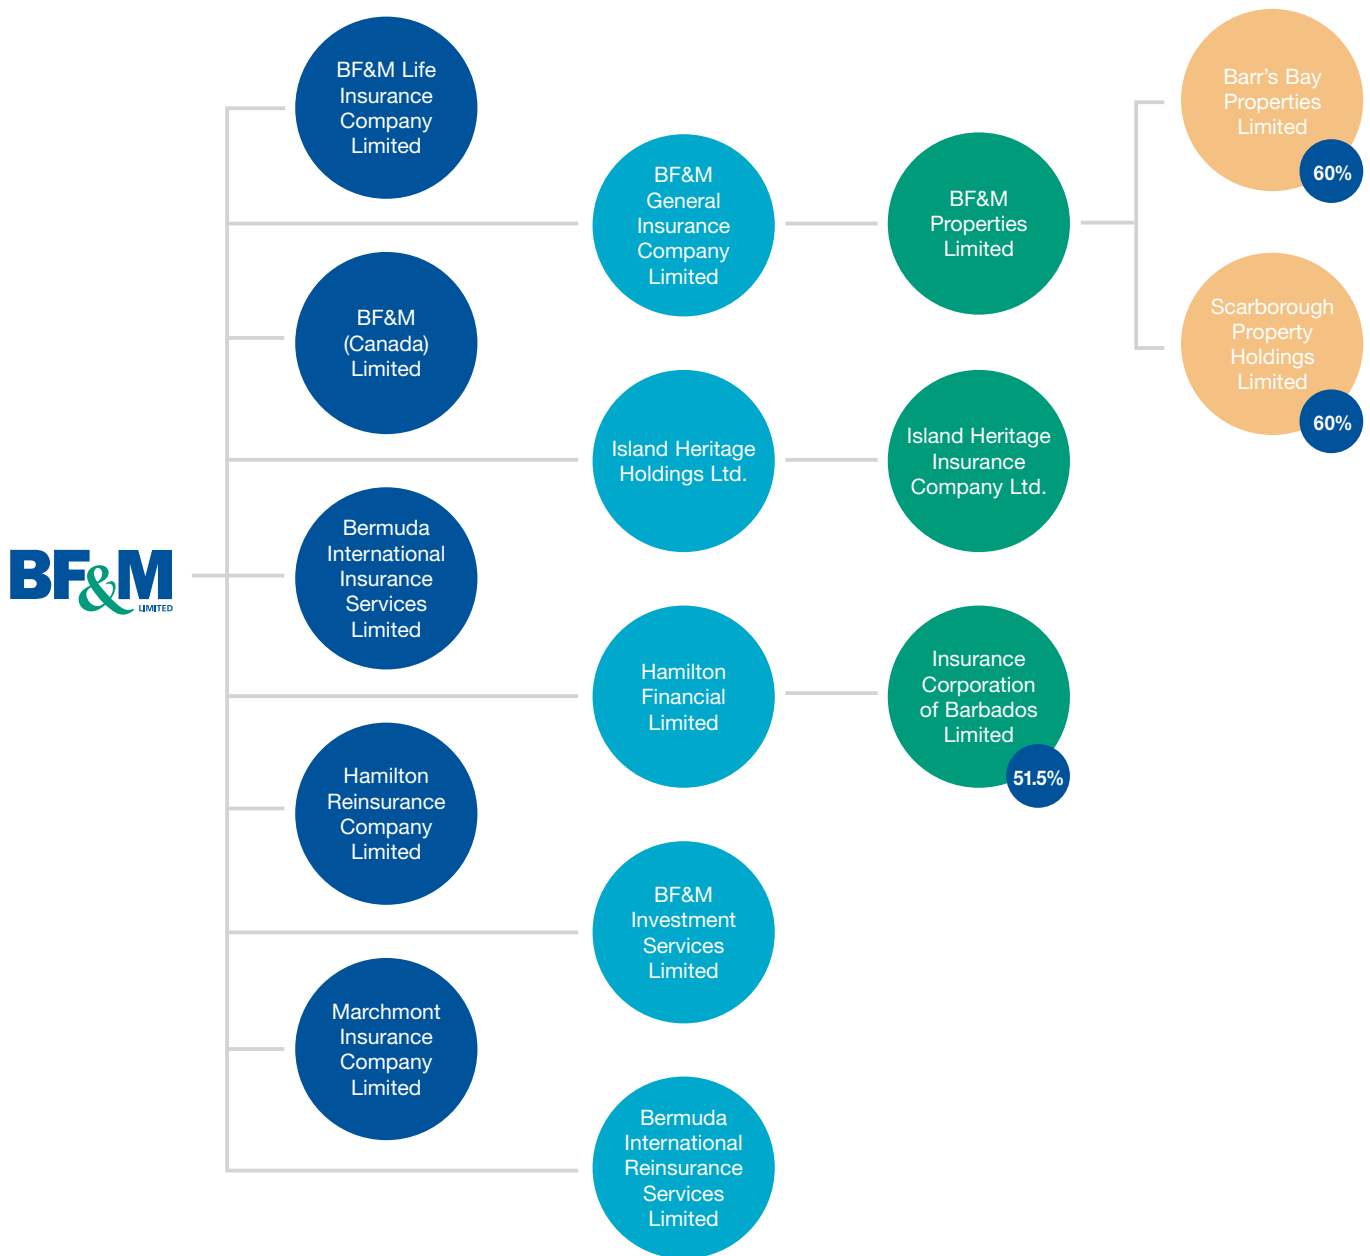 BF&M
LIMITED
BF&M Life
Insurance
Company
Limited
BF&M
(Canada)
Limited
Bermuda
International
Insurance
Services
Limited
Hamilton
Reinsurance
Company
Limited
Marchmont
Insurance
Company
Limited
BF&M
General
Insurance
Company
Limited
Island Heritage
Holdings Ltd.
Hamilton
Financial
Limited
BF&M
Investment
Services
Limited
Bermuda
International
Reinsurance
Services
Limited
BF&M
Properties
Limited
Island Heritage
Insurance
Company Ltd.
Insurance
Corporation
of Barbados
Limited
51.5%
Barr's Bay
Properties
Limited
60%
Scarborough
Property
Holdings
Limited
60%